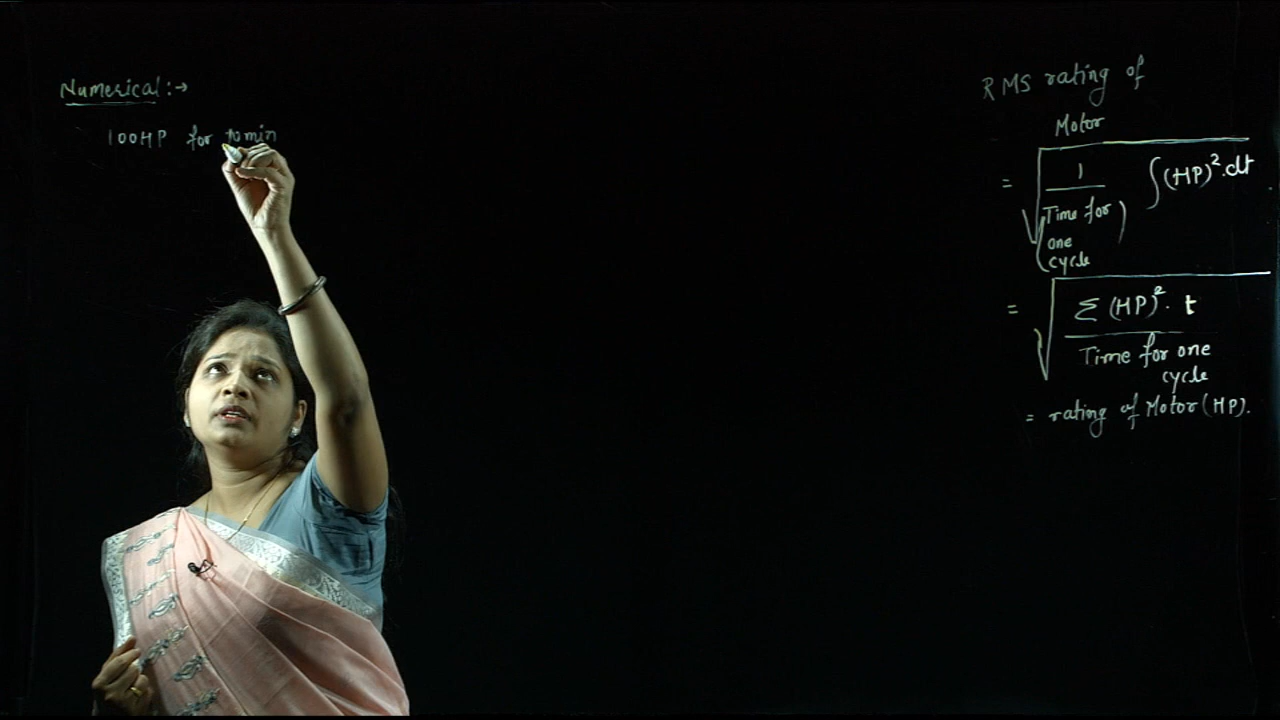 Numerical :→
100HP for 10min
RMS rating of
Motor
= √ 1 / (Time for one cycle) ∫(HP)².dt
= √ Σ (HP)². t / Time for one cycle
= rating of Motor (HP).